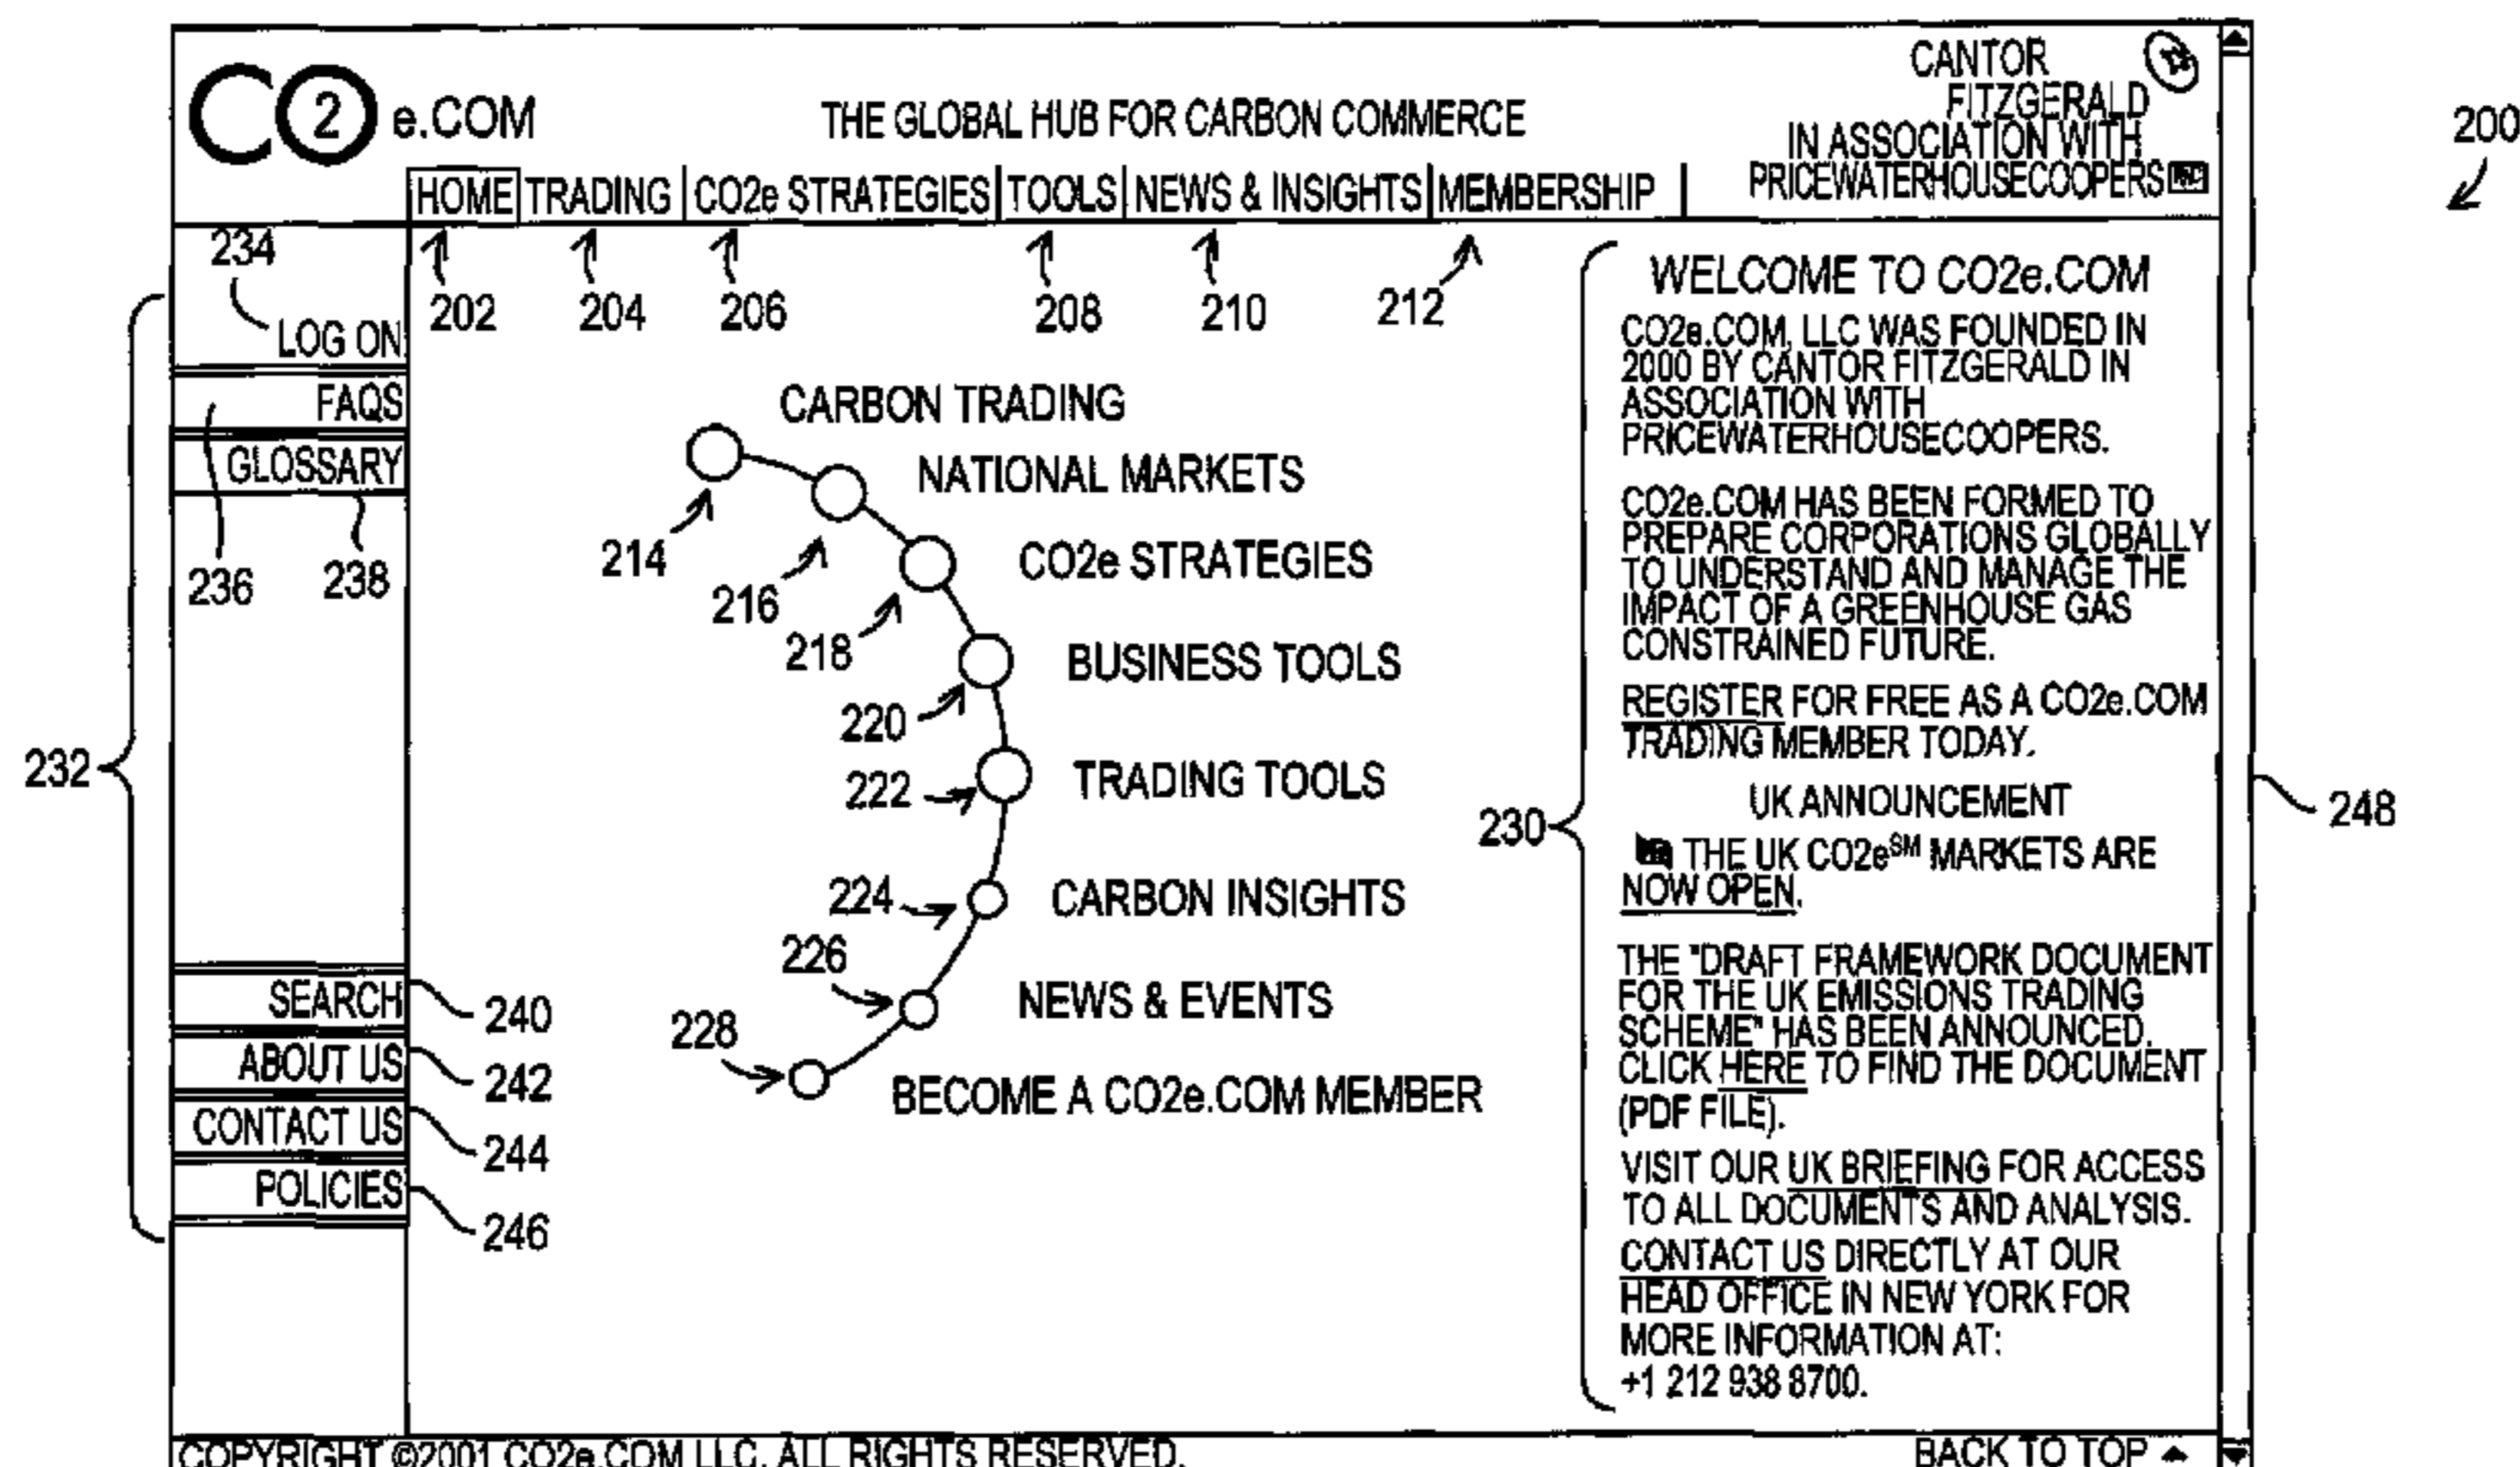 CO2e.COM
THE GLOBAL HUB FOR CARBON COMMERCE
CANTOR
FITZGERALD
IN ASSOCIATION WITH
PRICEWATERHOUSECOOPERS
200
HOME TRADING CO2e STRATEGIES TOOLS NEWS & INSIGHTS MEMBERSHIP
202 204 206 208 210 212
234
LOG ON
FAQS
GLOSSARY
236 238
232
SEARCH 240
ABOUT US 242
CONTACT US 244
POLICIES 246
CARBON TRADING
214
NATIONAL MARKETS
216
CO2e STRATEGIES
218
BUSINESS TOOLS
220
TRADING TOOLS
222
CARBON INSIGHTS
224
NEWS & EVENTS
226
BECOME A CO2e.COM MEMBER
228
230
WELCOME TO CO2e.COM
CO2e.COM, LLC WAS FOUNDED IN
2000 BY CANTOR FITZGERALD IN
ASSOCIATION WITH
PRICEWATERHOUSECOOPERS.
CO2e.COM HAS BEEN FORMED TO
PREPARE CORPORATIONS GLOBALLY
TO UNDERSTAND AND MANAGE THE
IMPACT OF A GREENHOUSE GAS
CONSTRAINED FUTURE.
REGISTER FOR FREE AS A CO2e.COM
TRADING MEMBER TODAY.
UK ANNOUNCEMENT
THE UK CO2e℠ MARKETS ARE
NOW OPEN.
THE "DRAFT FRAMEWORK DOCUMENT
FOR THE UK EMISSIONS TRADING
SCHEME" HAS BEEN ANNOUNCED.
CLICK HERE TO FIND THE DOCUMENT
(PDF FILE).
VISIT OUR UK BRIEFING FOR ACCESS
TO ALL DOCUMENTS AND ANALYSIS.
CONTACT US DIRECTLY AT OUR
HEAD OFFICE IN NEW YORK FOR
MORE INFORMATION AT:
+1 212 938 8700.
248
COPYRIGHT ©2001 CO2e.COM LLC. ALL RIGHTS RESERVED.
BACK TO TOP